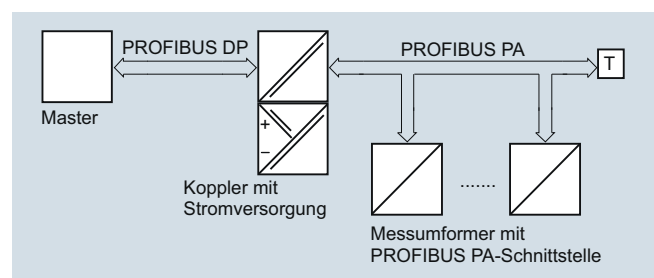 PROFIBUS DP
PROFIBUS PA
T
Master
+
–
Koppler mit
Stromversorgung
.......
Messumformer mit
PROFIBUS PA-Schnittstelle